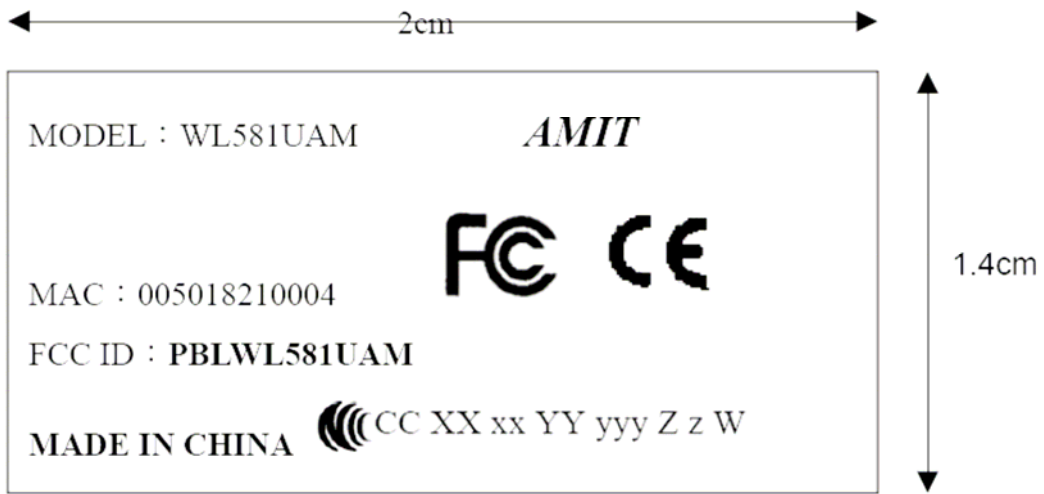 2cm
MODEL：WL581UAM AMIT
FC CE
1.4cm
MAC：005018210004
FCC ID：PBLWL581UAM
MADE IN CHINA CC XX xx YY yyy Z z W